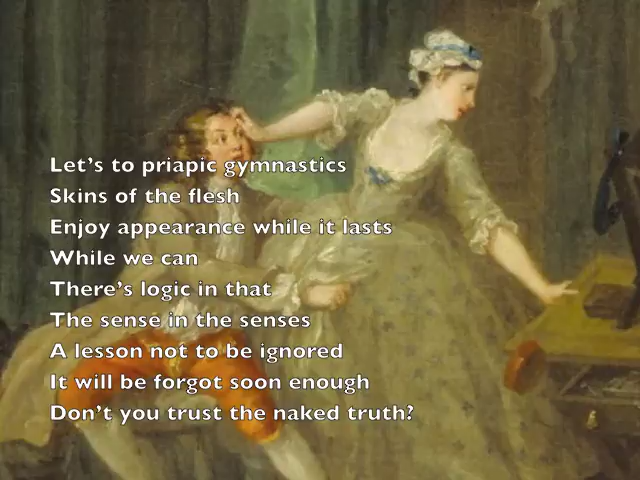 Let's to priapic gymnastics
Skins of the flesh
Enjoy appearance while it lasts
While we can
There's logic in that
The sense in the senses
A lesson not to be ignored
It will be forgot soon enough
Don't you trust the naked truth?